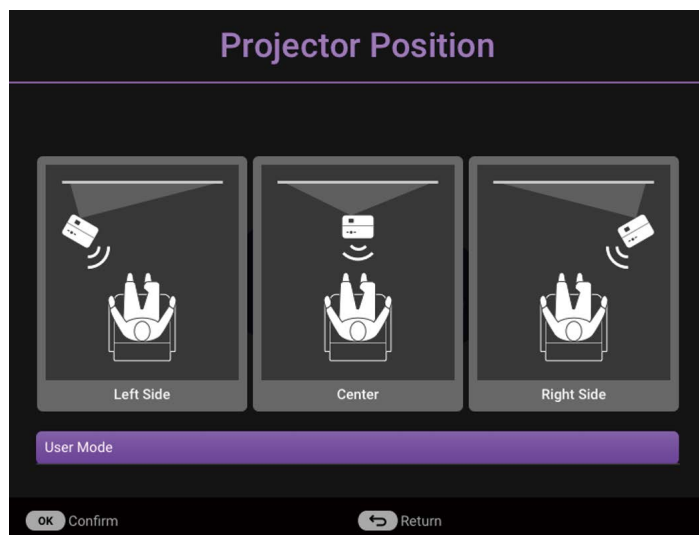 Projector Position
Left Side
Center
Right Side
User Mode
OK Confirm
Return